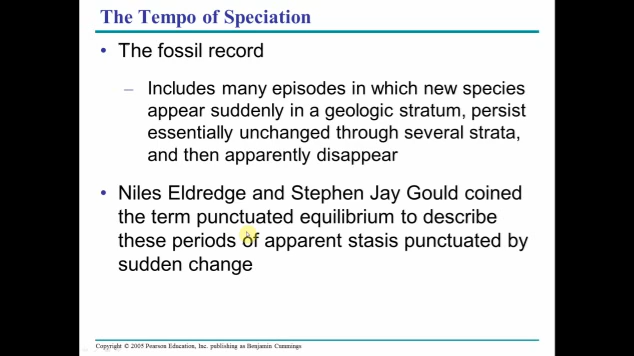 The Tempo of Speciation
• The fossil record
– Includes many episodes in which new species
appear suddenly in a geologic stratum, persist
essentially unchanged through several strata,
and then apparently disappear
• Niles Eldredge and Stephen Jay Gould coined
the term punctuated equilibrium to describe
these periods of apparent stasis punctuated by
sudden change
Copyright © 2005 Pearson Education, Inc. publishing as Benjamin Cummings